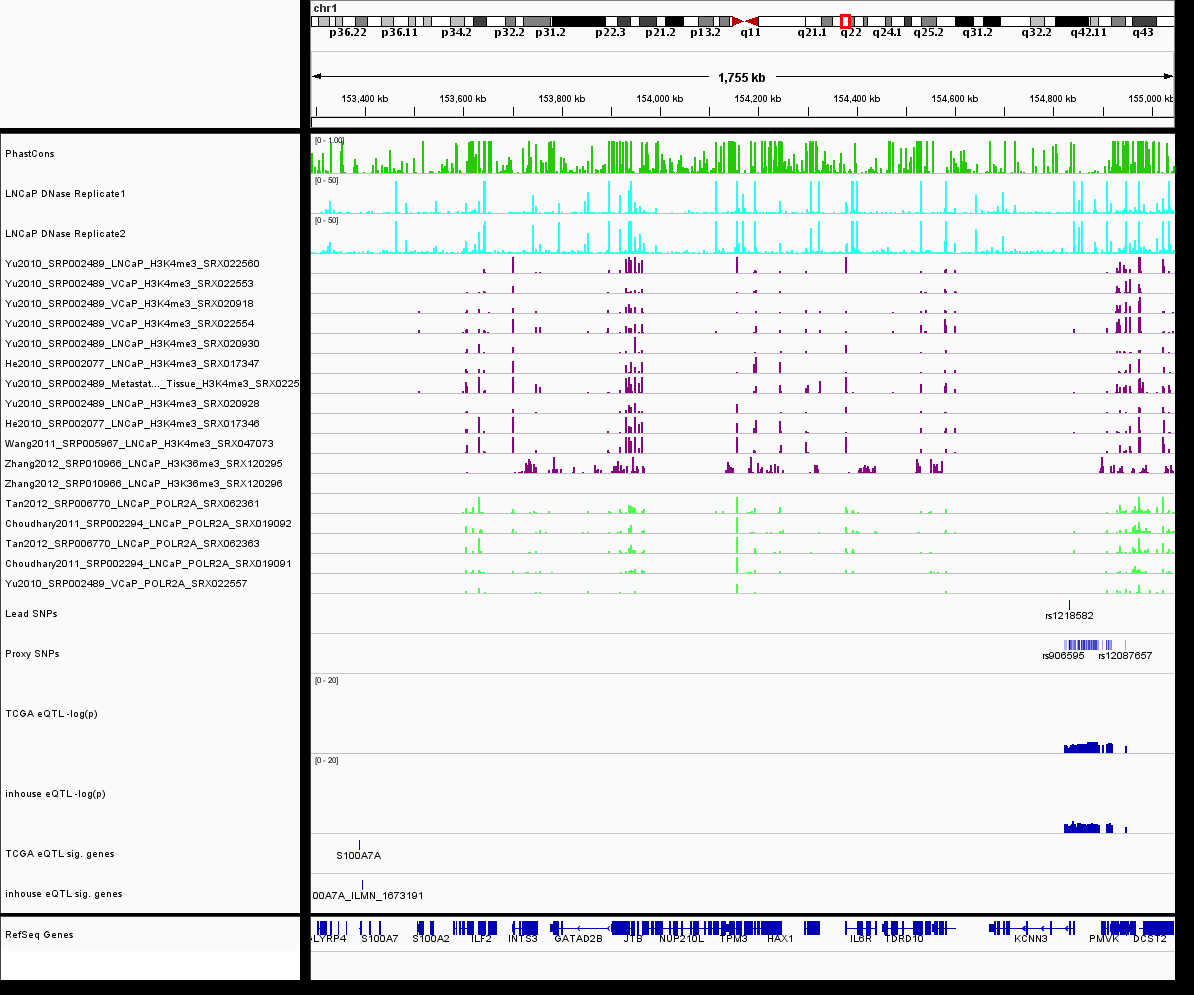 chr1
p36.22 p36.11 p34.2 p32.2 p31.2 p22.3 p21.2 p13.2 q11 q21.1 q22 q24.1 q25.2 q31.2 q32.2 q42.11 q43
1,755 kb
153,400 kb 153,600 kb 153,800 kb 154,000 kb 154,200 kb 154,400 kb 154,600 kb 154,800 kb 155,000 kb
[0 - 1.00]
PhastCons
[0 - 50]
LNCaP DNase Replicate1
[0 - 50]
LNCaP DNase Replicate2
Yu2010_SRP002489_LNCaP_H3K4me3_SRX022560
Yu2010_SRP002489_VCaP_H3K4me3_SRX022553
Yu2010_SRP002489_VCaP_H3K4me3_SRX020918
Yu2010_SRP002489_VCaP_H3K4me3_SRX022554
Yu2010_SRP002489_LNCaP_H3K4me3_SRX020930
He2010_SRP002077_LNCaP_H3K4me3_SRX017347
Yu2010_SRP002489_Metastat..._Tissue_H3K4me3_SRX0225
Yu2010_SRP002489_LNCaP_H3K4me3_SRX020928
He2010_SRP002077_LNCaP_H3K4me3_SRX017346
Wang2011_SRP005967_LNCaP_H3K4me3_SRX047073
Zhang2012_SRP010966_LNCaP_H3K36me3_SRX120295
Zhang2012_SRP010966_LNCaP_H3K36me3_SRX120296
Tan2012_SRP006770_LNCaP_POLR2A_SRX062361
Choudhary2011_SRP002294_LNCaP_POLR2A_SRX019092
Tan2012_SRP006770_LNCaP_POLR2A_SRX062363
Choudhary2011_SRP002294_LNCaP_POLR2A_SRX019091
Yu2010_SRP002489_VCaP_POLR2A_SRX022557
Lead SNPs
rs1218582
Proxy SNPs
rs906595 rs12087657
[0 - 20]
TCGA eQTL -log(p)
[0 - 20]
inhouse eQTL -log(p)
TCGA eQTL sig. genes
S100A7A
inhouse eQTL sig. genes
00A7A_ILMN_1673191
RefSeq Genes
LYRP4 S100A7 S100A2 ILF2 INTS3 GATAD2B JTB NUP210L TPM3 HAX1 IL6R TDRD10 KCNN3 PMVK DCST2